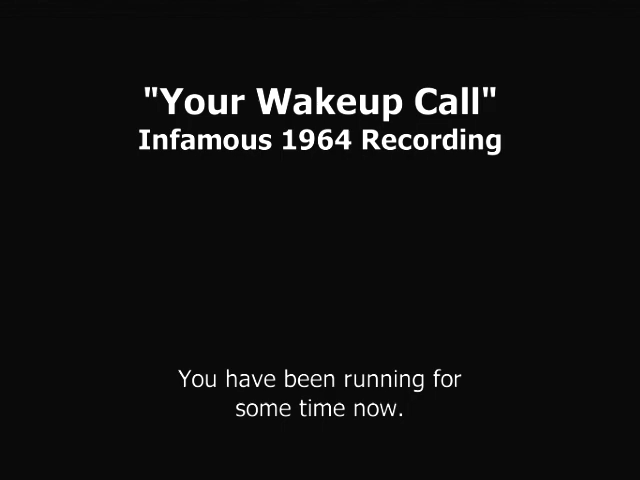 "Your Wakeup Call"
Infamous 1964 Recording
You have been running for
some time now.